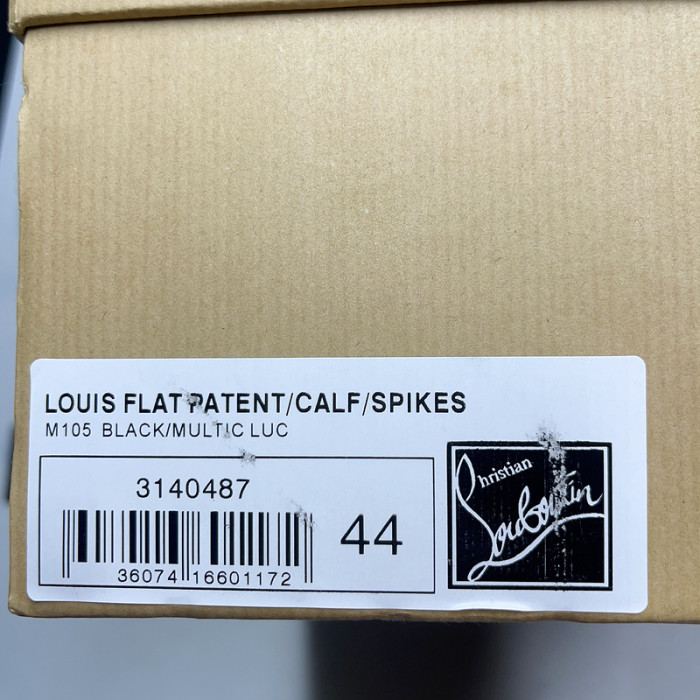 LOUIS FLAT PATENT/CALF/SPIKES
M105 BLACK/MULTIC LUC
3140487
44
36074 16601172
Christian
Louboutin